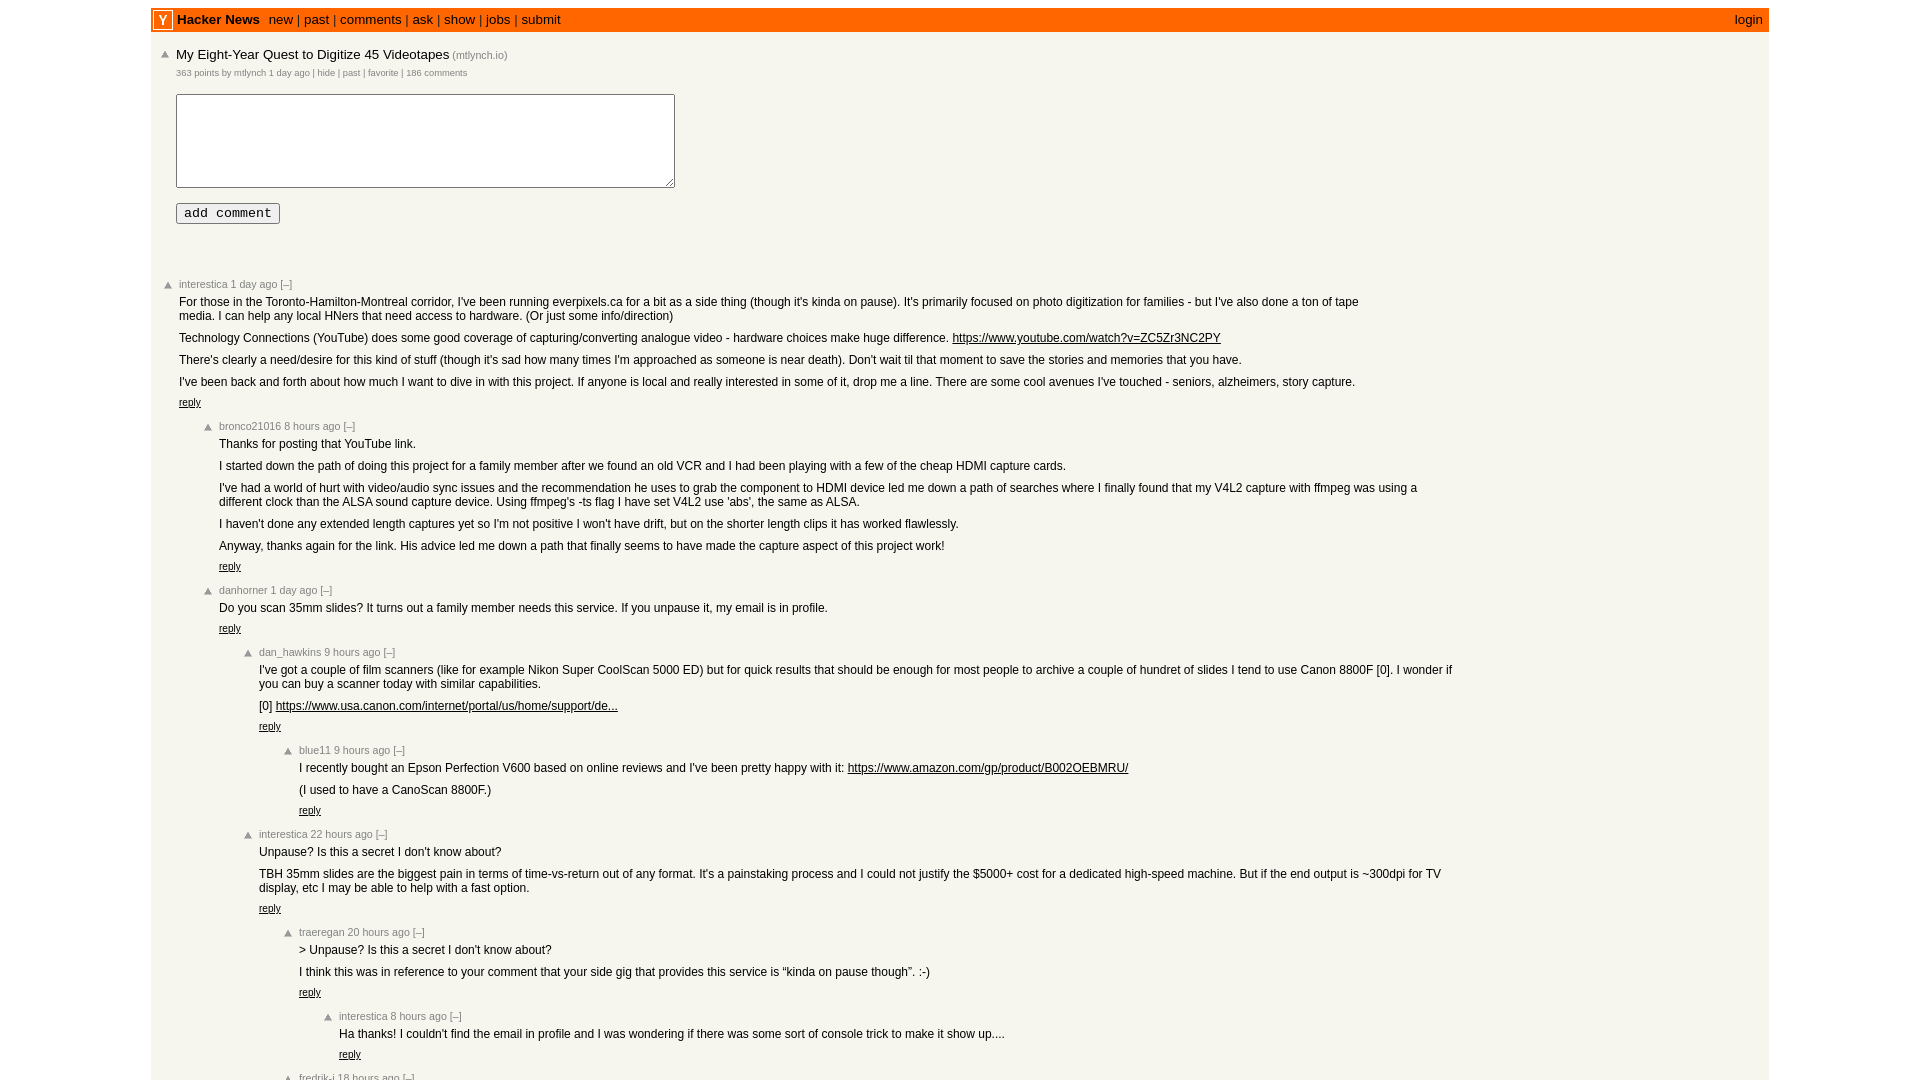 Y Hacker News new | past | comments | ask | show | jobs | submit login
My Eight-Year Quest to Digitize 45 Videotapes (mtlynch.io)
363 points by mtlynch 1 day ago | hide | past | favorite | 186 comments
add comment
interestica 1 day ago [–]
For those in the Toronto-Hamilton-Montreal corridor, I've been running everpixels.ca for a bit as a side thing (though it's kinda on pause). It's primarily focused on photo digitization for families - but I've also done a ton of tape
media. I can help any local HNers that need access to hardware. (Or just some info/direction)
Technology Connections (YouTube) does some good coverage of capturing/converting analogue video - hardware choices make huge difference. https://www.youtube.com/watch?v=ZC5Zr3NC2PY
There's clearly a need/desire for this kind of stuff (though it's sad how many times I'm approached as someone is near death). Don't wait til that moment to save the stories and memories that you have.
I've been back and forth about how much I want to dive in with this project. If anyone is local and really interested in some of it, drop me a line. There are some cool avenues I've touched - seniors, alzheimers, story capture.
reply
bronco21016 8 hours ago [–]
Thanks for posting that YouTube link.
I started down the path of doing this project for a family member after we found an old VCR and I had been playing with a few of the cheap HDMI capture cards.
I've had a world of hurt with video/audio sync issues and the recommendation he uses to grab the component to HDMI device led me down a path of searches where I finally found that my V4L2 capture with ffmpeg was using a
different clock than the ALSA sound capture device. Using ffmpeg's -ts flag I have set V4L2 use 'abs', the same as ALSA.
I haven't done any extended length captures yet so I'm not positive I won't have drift, but on the shorter length clips it has worked flawlessly.
Anyway, thanks again for the link. His advice led me down a path that finally seems to have made the capture aspect of this project work!
reply
danhorner 1 day ago [–]
Do you scan 35mm slides? It turns out a family member needs this service. If you unpause it, my email is in profile.
reply
dan_hawkins 9 hours ago [–]
I've got a couple of film scanners (like for example Nikon Super CoolScan 5000 ED) but for quick results that should be enough for most people to archive a couple of hundret of slides I tend to use Canon 8800F [0]. I wonder if
you can buy a scanner today with similar capabilities.
[0] https://www.usa.canon.com/internet/portal/us/home/support/de...
reply
blue11 9 hours ago [–]
I recently bought an Epson Perfection V600 based on online reviews and I've been pretty happy with it: https://www.amazon.com/gp/product/B002OEBMRU/
(I used to have a CanoScan 8800F.)
reply
interestica 22 hours ago [–]
Unpause? Is this a secret I don't know about?
TBH 35mm slides are the biggest pain in terms of time-vs-return out of any format. It's a painstaking process and I could not justify the $5000+ cost for a dedicated high-speed machine. But if the end output is ~300dpi for TV
display, etc I may be able to help with a fast option.
reply
traeregan 20 hours ago [–]
> Unpause? Is this a secret I don't know about?
I think this was in reference to your comment that your side gig that provides this service is “kinda on pause though”. :-)
reply
interestica 8 hours ago [–]
Ha thanks! I couldn't find the email in profile and I was wondering if there was some sort of console trick to make it show up....
reply
fredrik-j 18 hours ago [–]